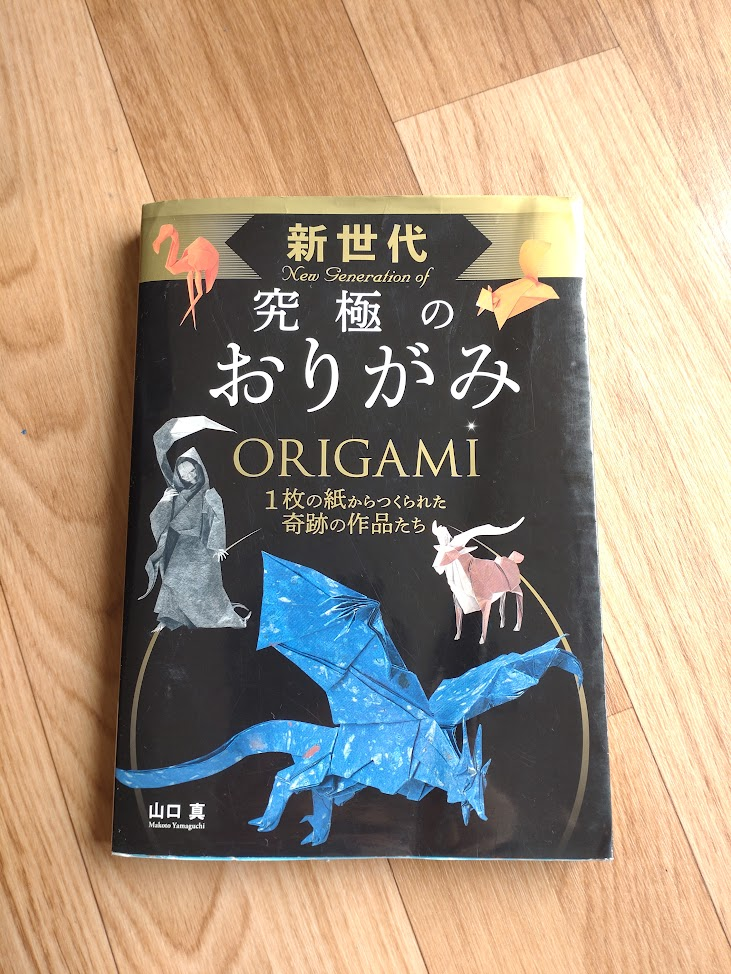 新世代
New Generation of
究極の
おりがみ
ORIGAMI
1枚の紙からつくられた
奇跡の作品たち
山口 真
Makoto Yamaguchi